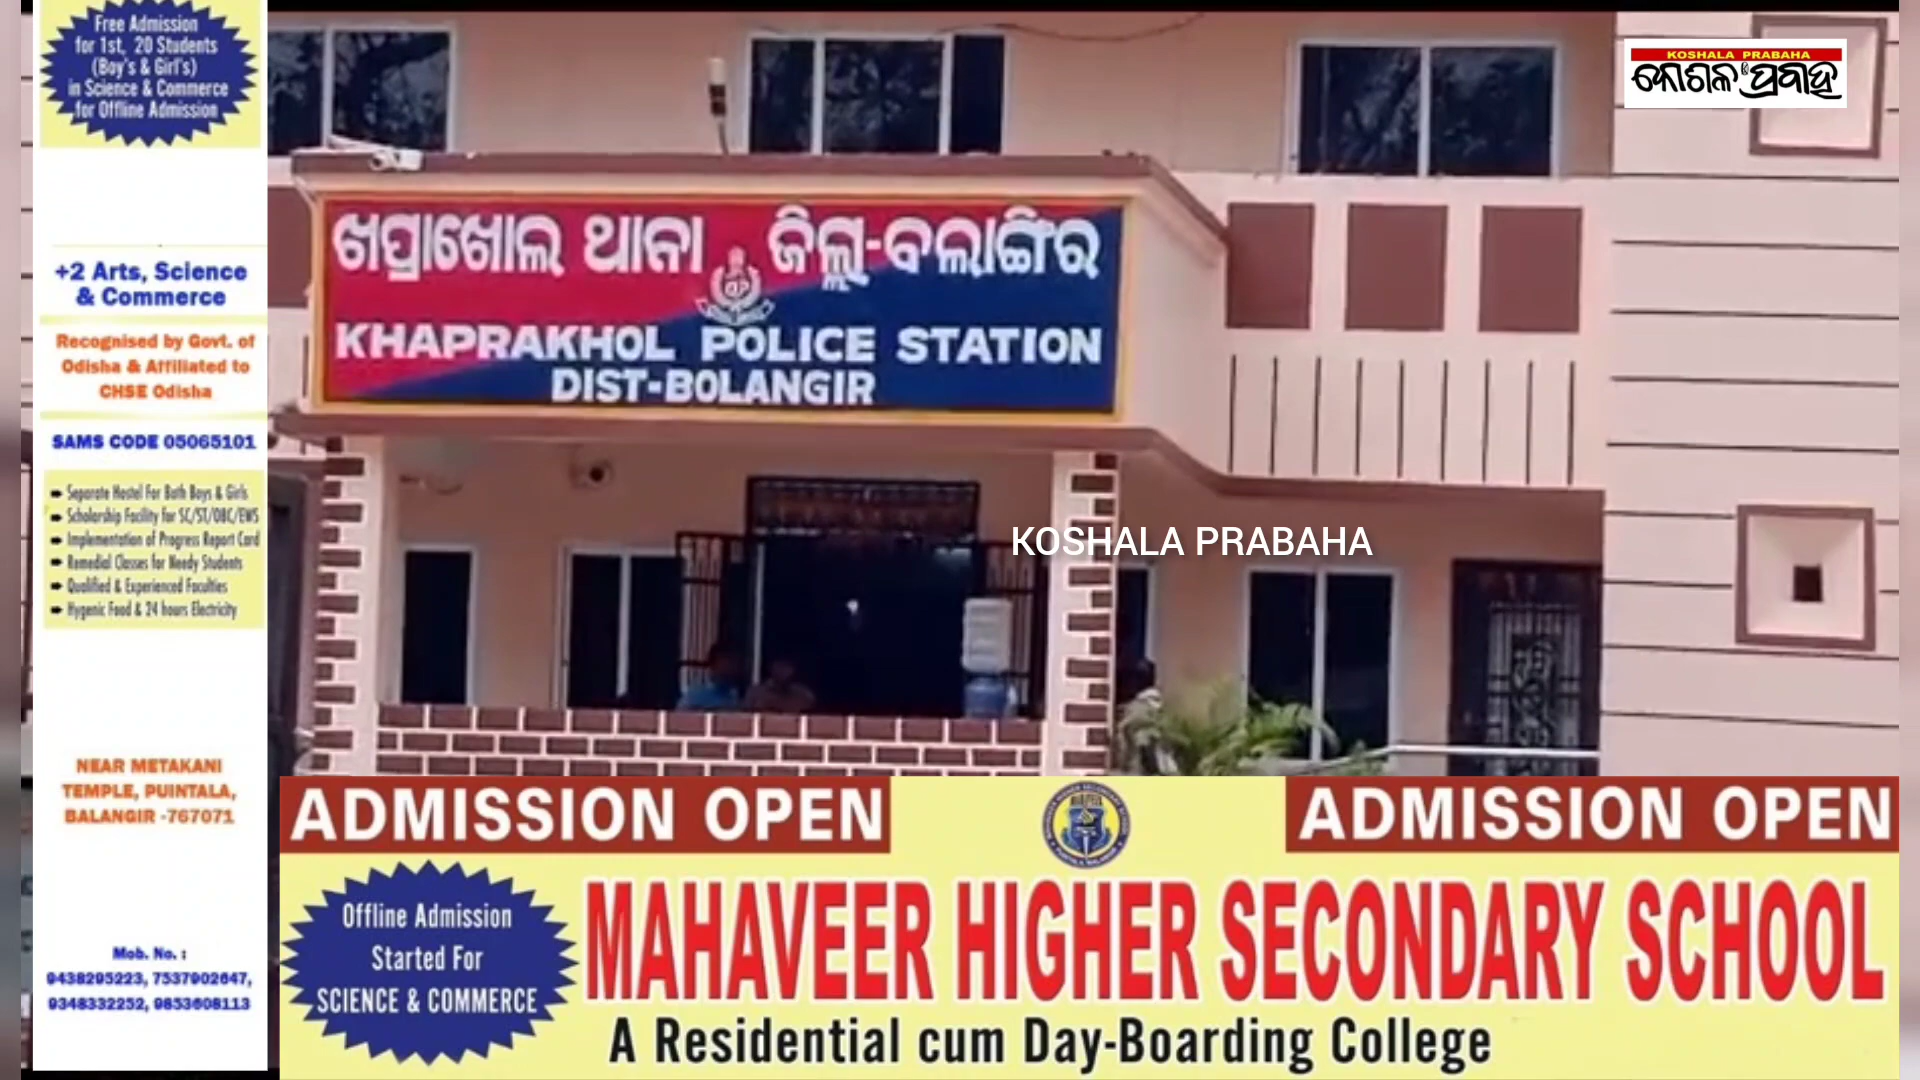 Free Admission
for 1st, 20 Students
(Boy's & Girl's)
in Science & Commerce
for Offline Admission
+2 Arts, Science
& Commerce
Recognised by Govt. of
Odisha & Affiliated to
CHSE Odisha
SAMS CODE 05065101
Separate Hostel For Both Boys & Girls
Scholarship Facility for SC/ST/OBC/EWS
Implementation of Progress Report Card
Remedial Classes for Needy Students
Qualified & Experienced Faculties
Hygenic Food & 24 hours Electricity
NEAR METAKANI
TEMPLE, PUINTALA,
BALANGIR -767071
Mob. No. :
9438295223, 7537902647,
9348332252, 9853608113
KOSHALA PRABAHA
କୋଶଳ ପ୍ରବାହ
ଖପ୍ରାଖୋଲ ଥାନା ଜିଲ୍ଲା-ବଲାଙ୍ଗିର
KHAPRAKHOL POLICE STATION
DIST-BOLANGIR
KOSHALA PRABAHA
ADMISSION OPEN ADMISSION OPEN
Offline Admission
Started For
SCIENCE & COMMERCE
MAHAVEER HIGHER SECONDARY SCHOOL
A Residential cum Day-Boarding College